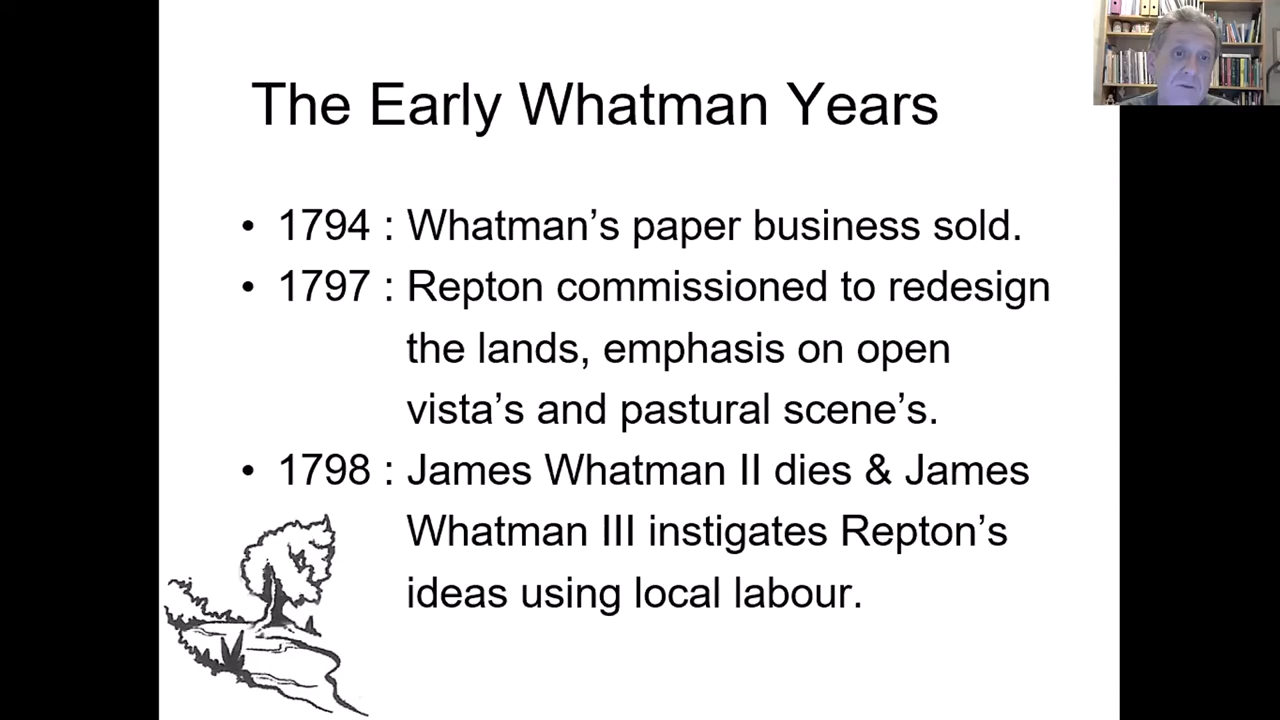 The Early Whatman Years
• 1794 : Whatman’s paper business sold.
• 1797 : Repton commissioned to redesign
the lands, emphasis on open
vista’s and pastural scene’s.
• 1798 : James Whatman II dies & James
Whatman III instigates Repton’s
ideas using local labour.